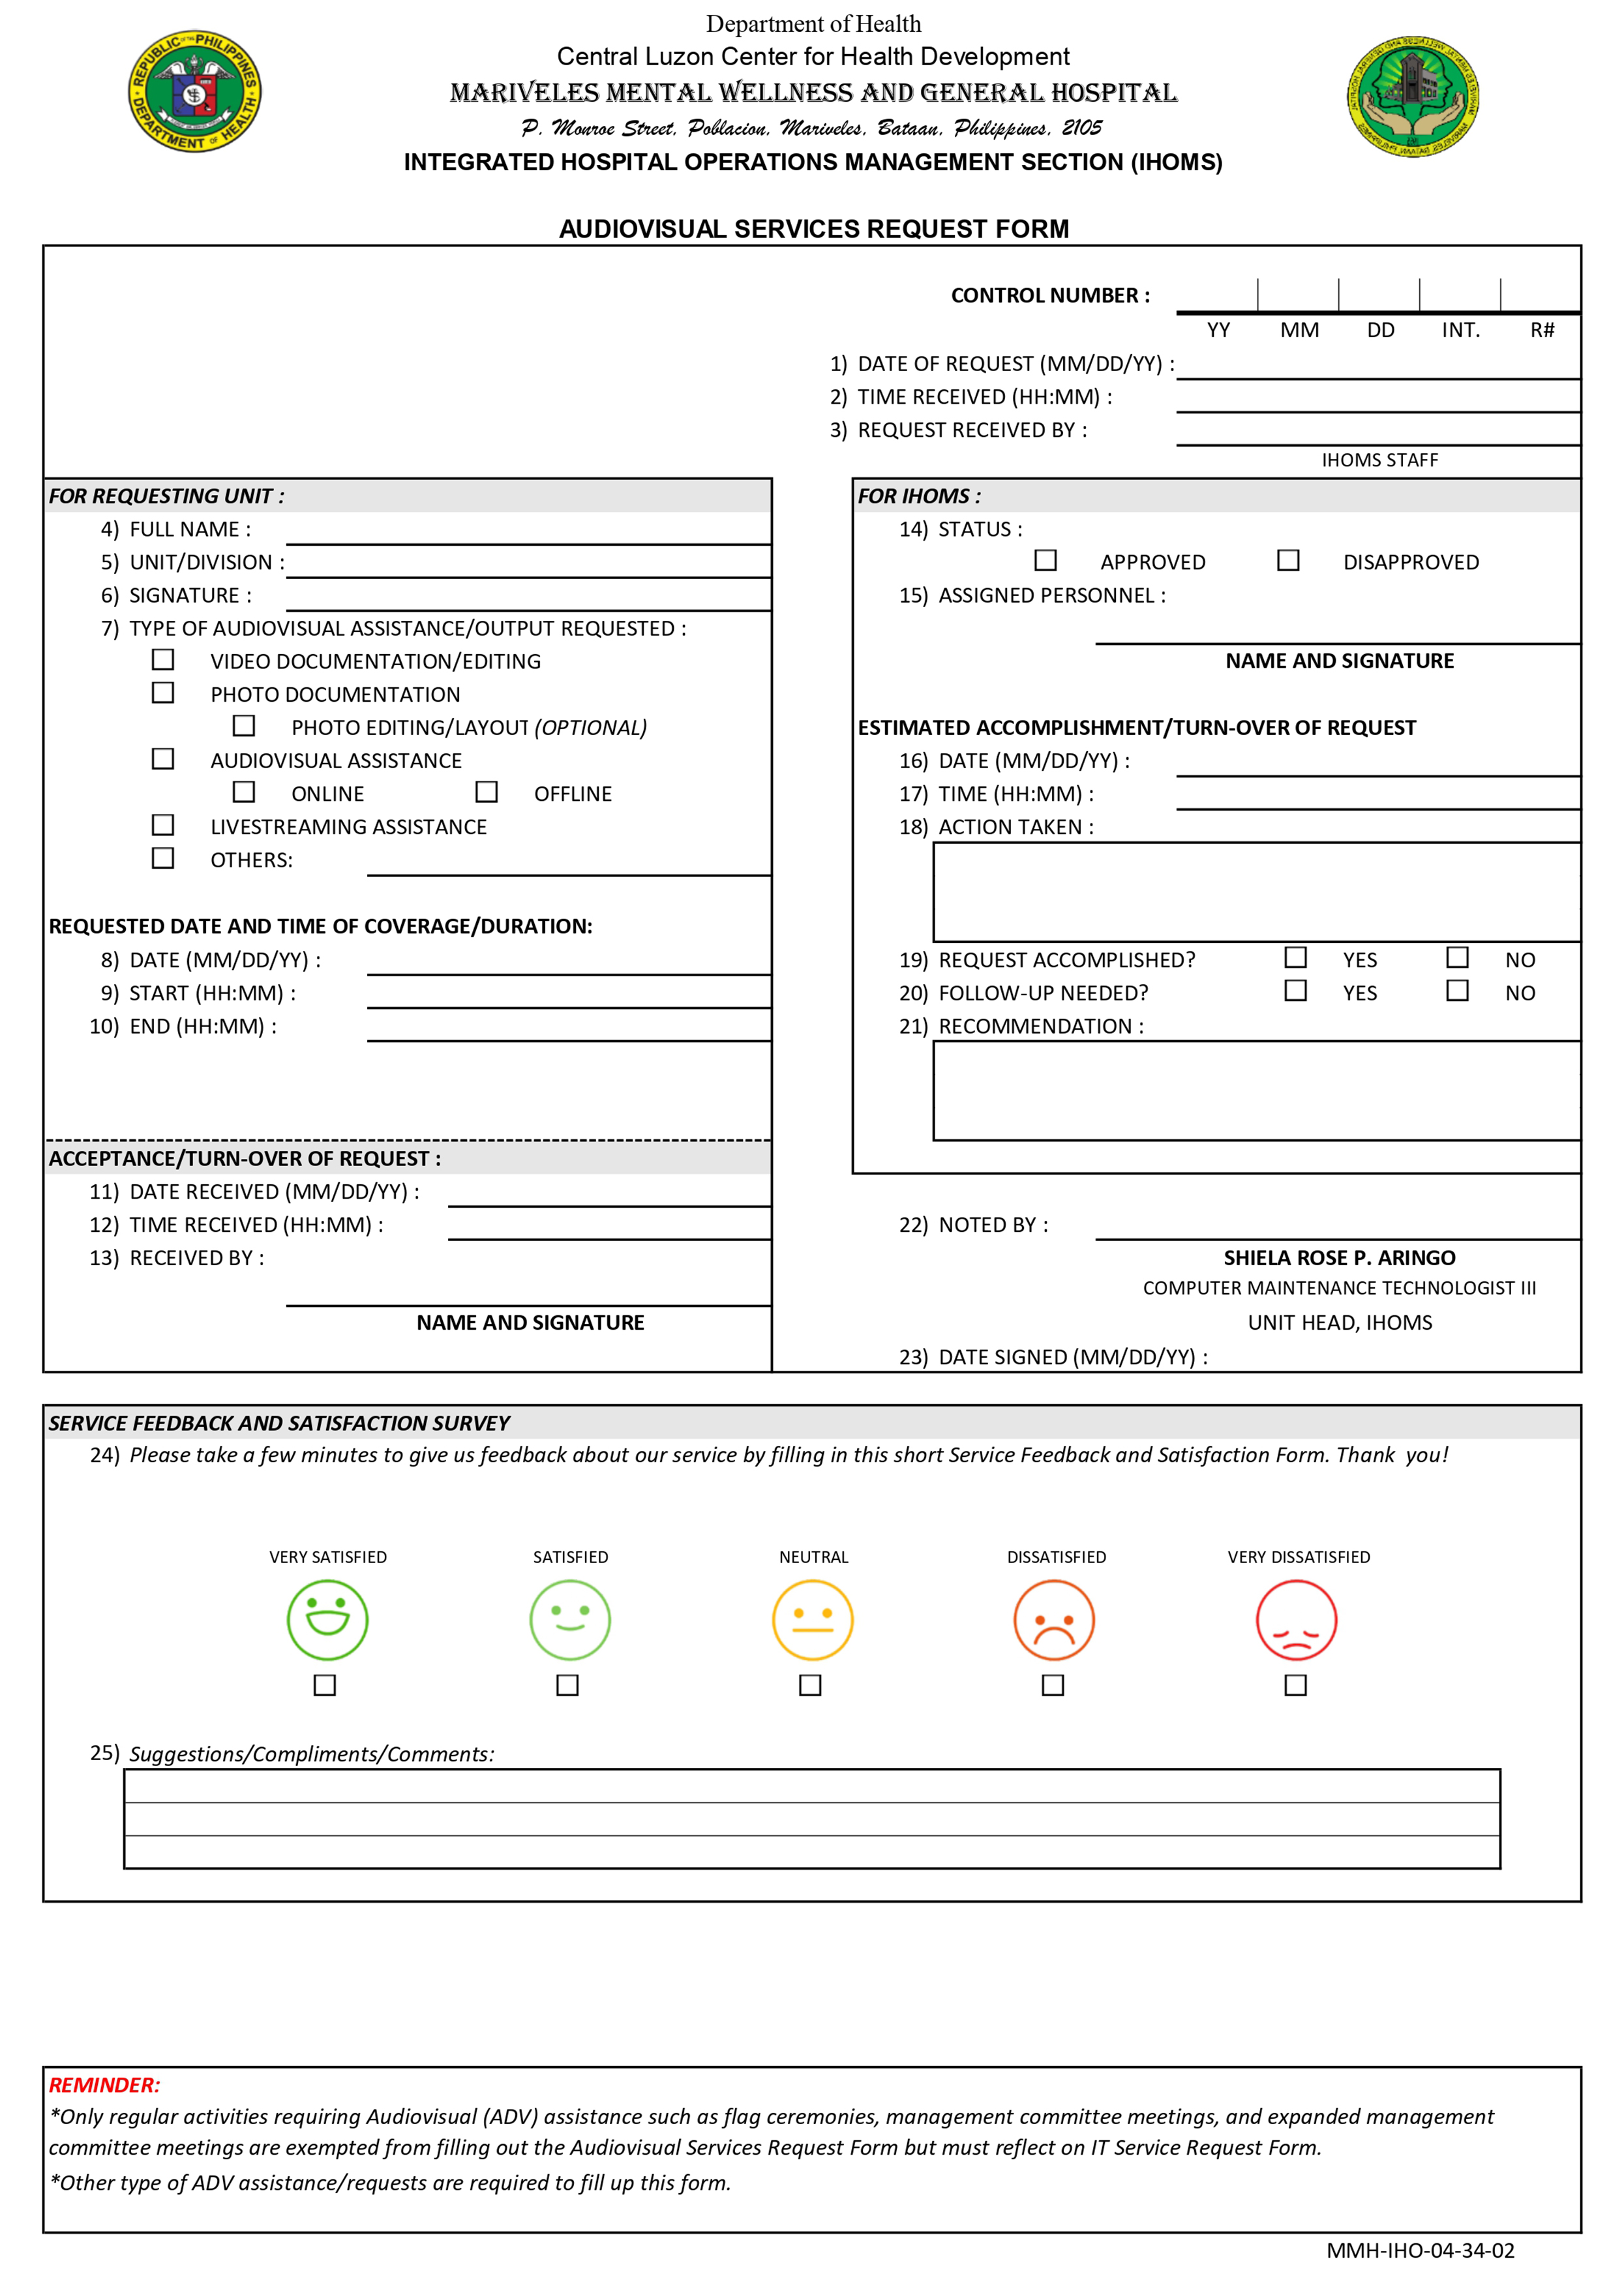 Department of Health
Central Luzon Center for Health Development
MARIVELES MENTAL WELLNESS AND GENERAL HOSPITAL
P. Monroe Street, Poblacion, Mariveles, Bataan, Philippines, 2105
INTEGRATED HOSPITAL OPERATIONS MANAGEMENT SECTION (IHOMS)
REPUBLIC OF THE PHILIPPINES
DEPARTMENT OF HEALTH
AUDIOVISUAL SERVICES REQUEST FORM
CONTROL NUMBER :
YY MM DD INT. R#
1) DATE OF REQUEST (MM/DD/YY) :
2) TIME RECEIVED (HH:MM) :
3) REQUEST RECEIVED BY :
IHOMS STAFF
FOR REQUESTING UNIT :
4) FULL NAME :
5) UNIT/DIVISION :
6) SIGNATURE :
7) TYPE OF AUDIOVISUAL ASSISTANCE/OUTPUT REQUESTED :
VIDEO DOCUMENTATION/EDITING
PHOTO DOCUMENTATION
PHOTO EDITING/LAYOUT (OPTIONAL)
AUDIOVISUAL ASSISTANCE
ONLINE OFFLINE
LIVESTREAMING ASSISTANCE
OTHERS:
REQUESTED DATE AND TIME OF COVERAGE/DURATION:
8) DATE (MM/DD/YY) :
9) START (HH:MM) :
10) END (HH:MM) :
ACCEPTANCE/TURN-OVER OF REQUEST :
11) DATE RECEIVED (MM/DD/YY) :
12) TIME RECEIVED (HH:MM) :
13) RECEIVED BY :
NAME AND SIGNATURE
FOR IHOMS :
14) STATUS :
APPROVED DISAPPROVED
15) ASSIGNED PERSONNEL :
NAME AND SIGNATURE
ESTIMATED ACCOMPLISHMENT/TURN-OVER OF REQUEST
16) DATE (MM/DD/YY) :
17) TIME (HH:MM) :
18) ACTION TAKEN :
19) REQUEST ACCOMPLISHED? YES NO
20) FOLLOW-UP NEEDED? YES NO
21) RECOMMENDATION :
22) NOTED BY :
SHIELA ROSE P. ARINGO
COMPUTER MAINTENANCE TECHNOLOGIST III
UNIT HEAD, IHOMS
23) DATE SIGNED (MM/DD/YY) :
SERVICE FEEDBACK AND SATISFACTION SURVEY
24) Please take a few minutes to give us feedback about our service by filling in this short Service Feedback and Satisfaction Form. Thank you!
VERY SATISFIED SATISFIED NEUTRAL DISSATISFIED VERY DISSATISFIED
25) Suggestions/Compliments/Comments:
REMINDER:
*Only regular activities requiring Audiovisual (ADV) assistance such as flag ceremonies, management committee meetings, and expanded management
committee meetings are exempted from filling out the Audiovisual Services Request Form but must reflect on IT Service Request Form.
*Other type of ADV assistance/requests are required to fill up this form.
MMH-IHO-04-34-02